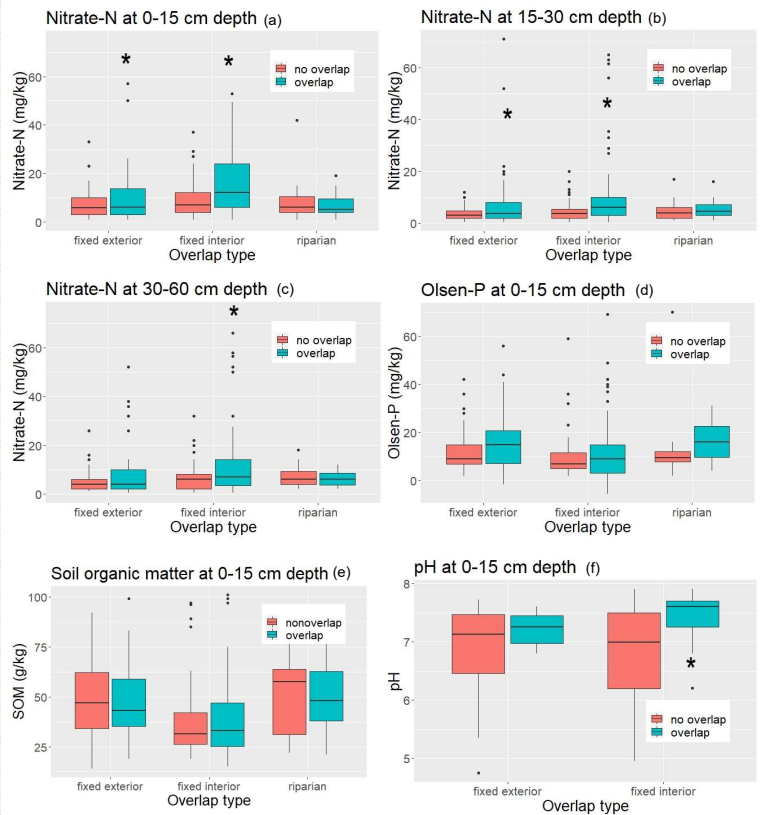 Nitrate-N at 0-15 cm depth (a)
Nitrate-N (mg/kg)
60
40
20
0
*
*
no overlap
overlap
fixed exterior
fixed interior
riparian
Overlap type
Nitrate-N at 15-30 cm depth (b)
Nitrate-N (mg/kg)
60
40
20
0
*
*
no overlap
overlap
fixed exterior
fixed interior
riparian
Overlap type
Nitrate-N at 30-60 cm depth (c)
Nitrate-N (mg/kg)
60
40
20
0
*
no overlap
overlap
fixed exterior
fixed interior
riparian
Overlap type
Olsen-P at 0-15 cm depth (d)
Olsen-P (mg/kg)
60
40
20
0
no overlap
overlap
fixed exterior
fixed interior
riparian
Overlap type
Soil organic matter at 0-15 cm depth (e)
SOM (g/kg)
100
75
50
25
nonoverlap
overlap
fixed exterior
fixed interior
riparian
Overlap type
pH at 0-15 cm depth (f)
pH
8
7
6
5
*
no overlap
overlap
fixed exterior
fixed interior
Overlap type